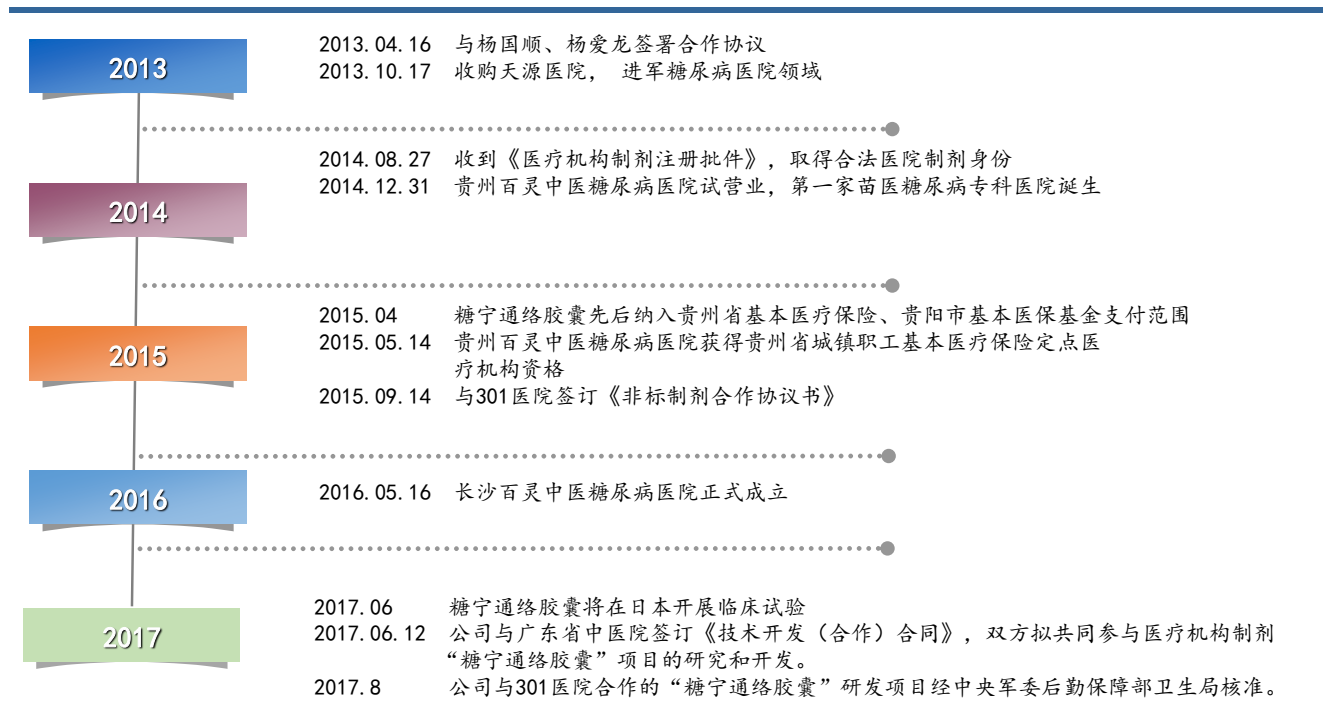 2013
2013.04.16 与杨国顺、杨爱龙签署合作协议
2013.10.17 收购天源医院, 进军糖尿病医院领域
2014.08.27 收到《医疗机构制剂注册批件》,取得合法医院制剂身份
2014.12.31 贵州百灵中医糖尿病医院试营业,第一家苗医糖尿病专科医院诞生
2014
2015.04 糖宁通络胶囊先后纳入贵州省基本医疗保险、贵阳市基本医保基金支付范围
2015.05.14 贵州百灵中医糖尿病医院获得贵州省城镇职工基本医疗保险定点医
疗机构资格
2015
2015.09.14 与301医院签订《非标制剂合作协议书》
2016
2016.05.16 长沙百灵中医糖尿病医院正式成立
2017.06 糖宁通络胶囊将在日本开展临床试验
2017.06.12 公司与广东省中医院签订《技术开发（合作）合同》,双方拟共同参与医疗机构制剂
“糖宁通络胶囊”项目的研究和开发。
2017
2017.8 公司与301医院合作的“糖宁通络胶囊”研发项目经中央军委后勤保障部卫生局核准。